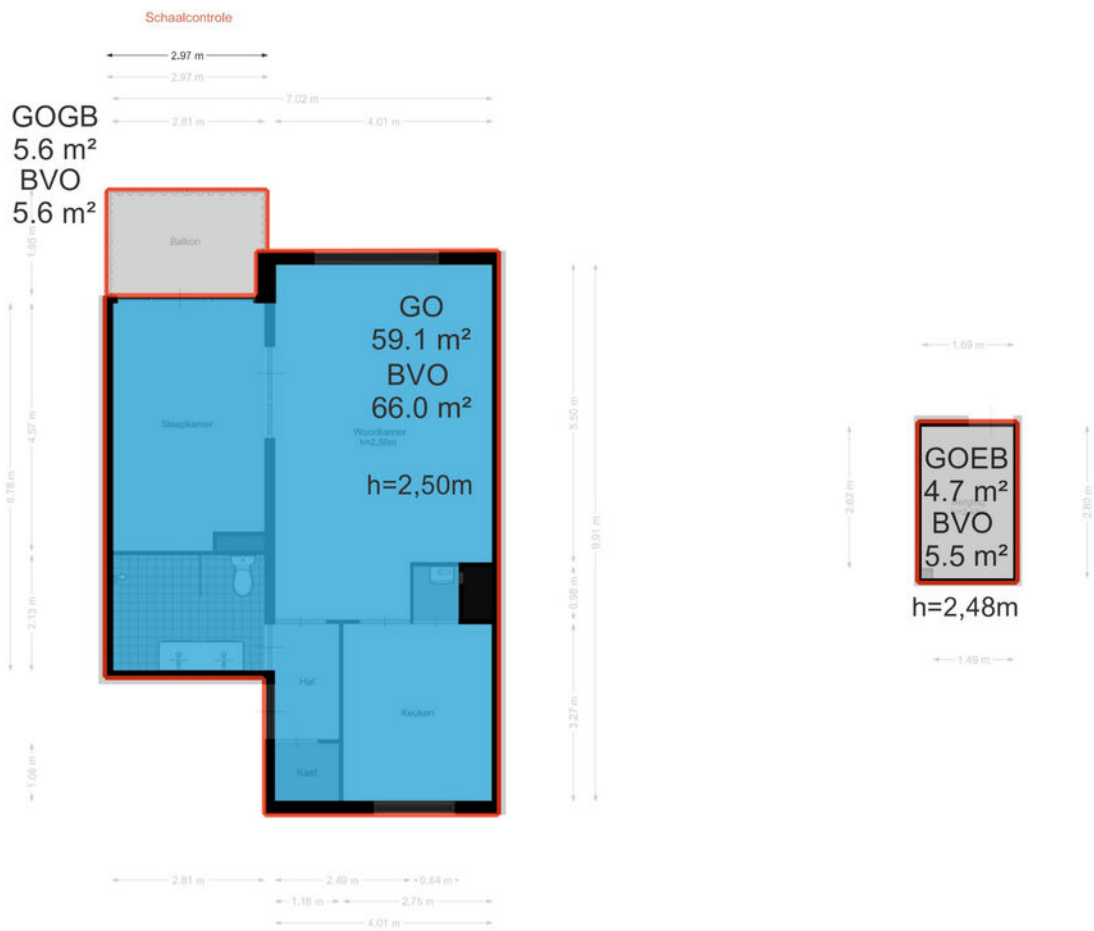 Schaalcontrole
2.97 m
2.97 m
7.02 m
2.81 m
4.01 m
GOGB
5.6 m²
BVO
5.6 m²
1.95 m
Balkon
GO
59.1 m²
BVO
66.0 m²
Slaapkamer
Woonkamer
h=2,50m
h=2,50m
6.78 m
4.57 m
2.13 m
1.06 m
5.50 m
0.98 m
3.27 m
9.91 m
Hal
Keuken
Kast
2.81 m
2.49 m
0.84 m
1.18 m
2.75 m
4.01 m
1.69 m
2.62 m
2.80 m
GOEB
4.7 m²
Berging
BVO
5.5 m²
h=2,48m
1.49 m